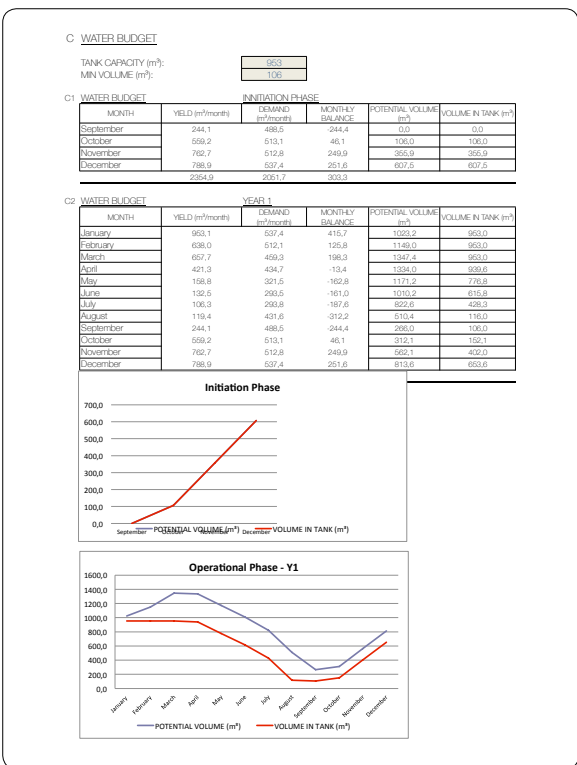 C WATER BUDGET
TANK CAPACITY (m³): 953
MIN VOLUME (m³): 106
C1 WATER BUDGET INNITIATION PHASE
MONTH YIELD (m³/month) DEMAND (m³/month) MONTHLY BALANCE POTENTIAL VOLUME (m³) VOLUME IN TANK (m³)
September 244,1 488,5 -244,4 0,0 0,0
October 559,2 513,1 46,1 106,0 106,0
November 762,7 512,8 249,9 355,9 355,9
December 788,9 537,4 251,6 607,5 607,5
2354,9 2051,7 303,3
C2 WATER BUDGET YEAR 1
MONTH YIELD (m³/month) DEMAND (m³/month) MONTHLY BALANCE POTENTIAL VOLUME (m³) VOLUME IN TANK (m³)
January 953,1 537,4 415,7 1023,2 953,0
February 638,0 512,1 125,8 1149,0 953,0
March 657,7 459,3 198,3 1347,4 953,0
April 421,3 434,7 -13,4 1334,0 939,6
May 158,8 321,5 -162,8 1171,2 776,8
June 132,5 293,5 -161,0 1010,2 615,8
July 106,3 293,8 -187,6 822,6 428,3
August 119,4 431,6 -312,2 510,4 116,0
September 244,1 488,5 -244,4 266,0 106,0
October 559,2 513,1 46,1 312,1 152,1
November 762,7 512,8 249,9 562,1 402,0
December 788,9 537,4 251,6 813,6 653,6
Initiation Phase
700,0
600,0
500,0
400,0
300,0
200,0
100,0
0,0
September October November December
POTENTIAL VOLUME (m³) VOLUME IN TANK (m³)
Operational Phase - Y1
1600,0
1400,0
1200,0
1000,0
800,0
600,0
400,0
200,0
0,0
January February March April May June July August September October November December
POTENTIAL VOLUME (m³) VOLUME IN TANK (m³)